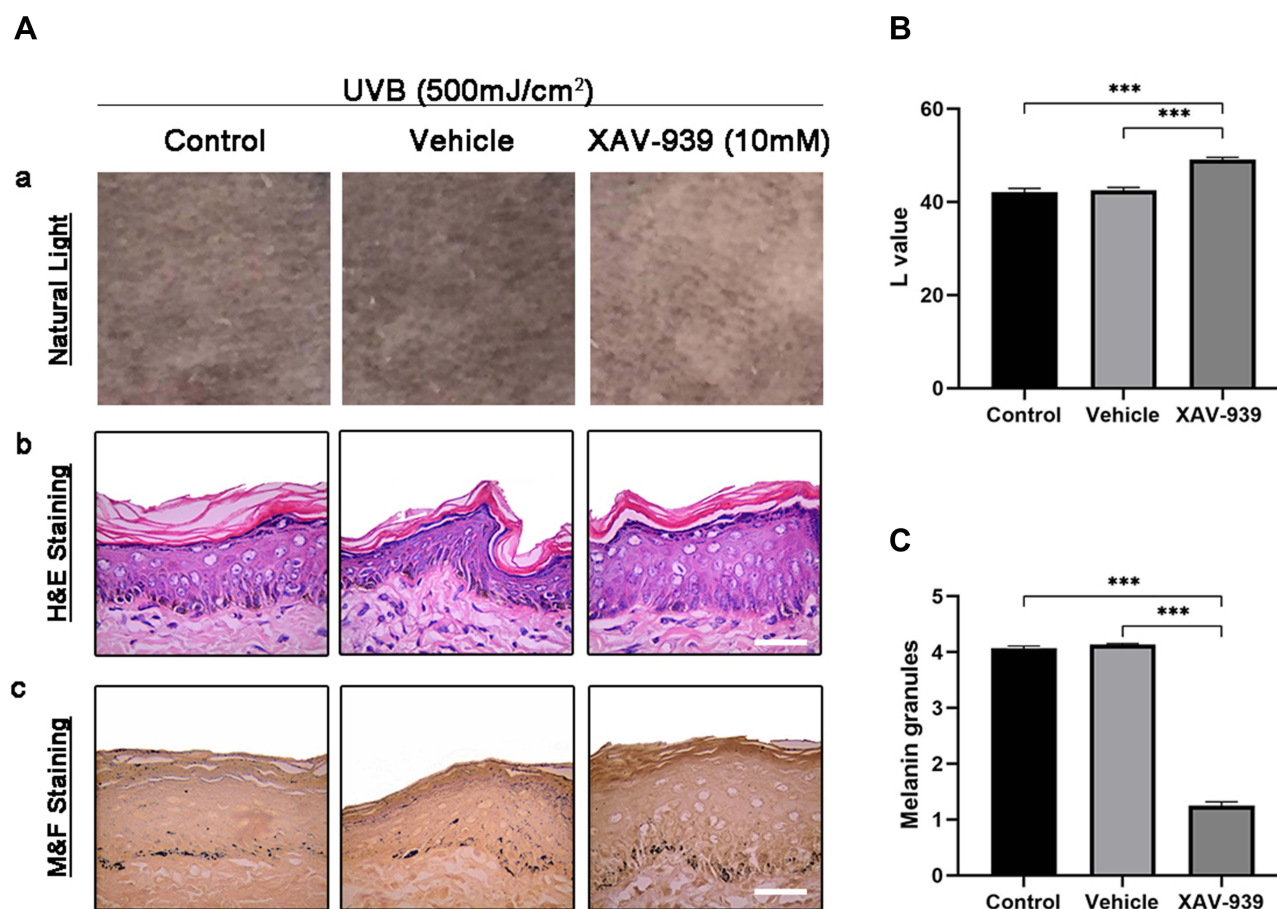 A
UVB (500mJ/cm²)
Control Vehicle XAV-939 (10mM)
a
Natural Light
b
H&E Staining
c
M&F Staining
B
***
***
60
40
20
0
L value
Control Vehicle XAV-939
C
***
***
5
4
3
2
1
0
Melanin granules
Control Vehicle XAV-939